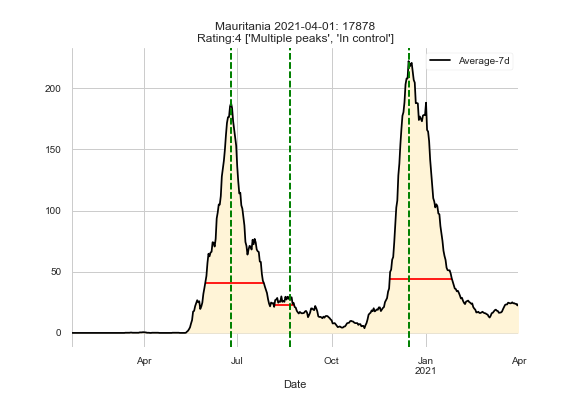 Mauritania 2021-04-01: 17878
Rating:4 ['Multiple peaks', 'In control']
Average-7d
200
150
100
50
0
Apr
Jul
Oct
Jan
2021
Apr
Date